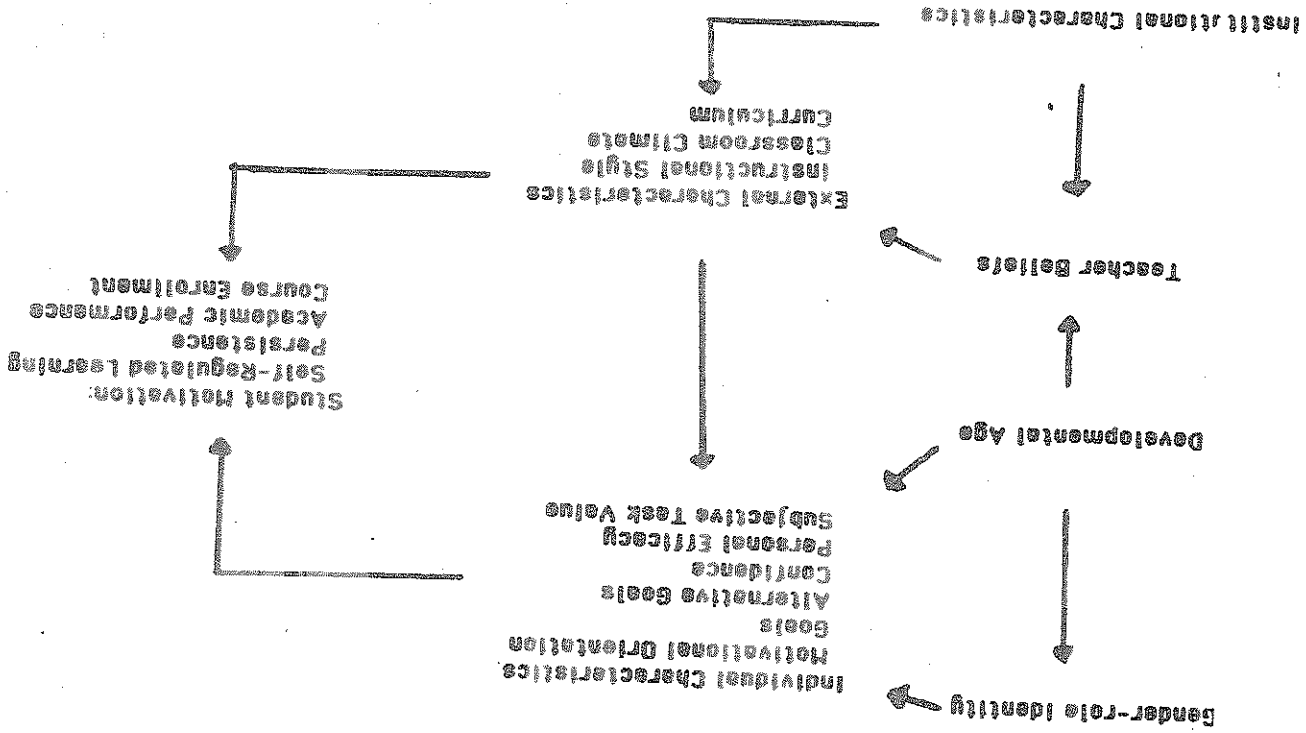 Gender-role Identity
Individual Characteristics
Motivational Orientation
Goals
Alternative Goals
Confidence
Personal Efficacy
Subjective Task Value
Developmental Age
Student Motivation:
Self-Regulated Learning
Persistence
Academic Performance
Course Enrollment
Teacher Beliefs
External Characteristics
Instructional Style
Classroom Climate
Curriculum
Institutional Characteristics